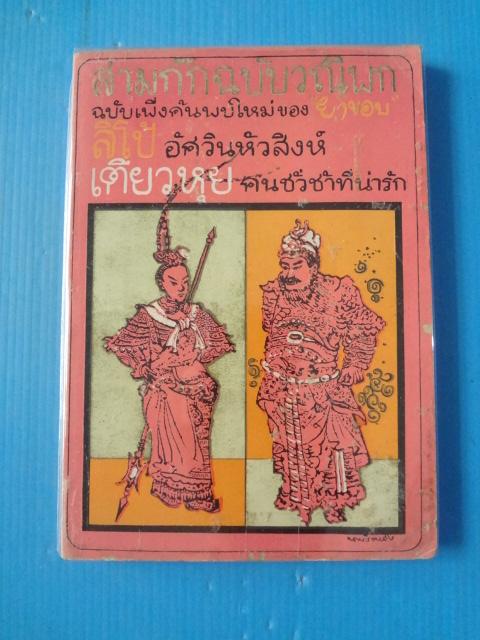 สามก๊กฉบับวณิพก
ฉบับเพิ่งค้นพบใหม่ของ "ยาขอบ"
ลิโป้ อัศวินหัวสิงห์
เตียวหุย คนชั่วช้าที่น่ารัก